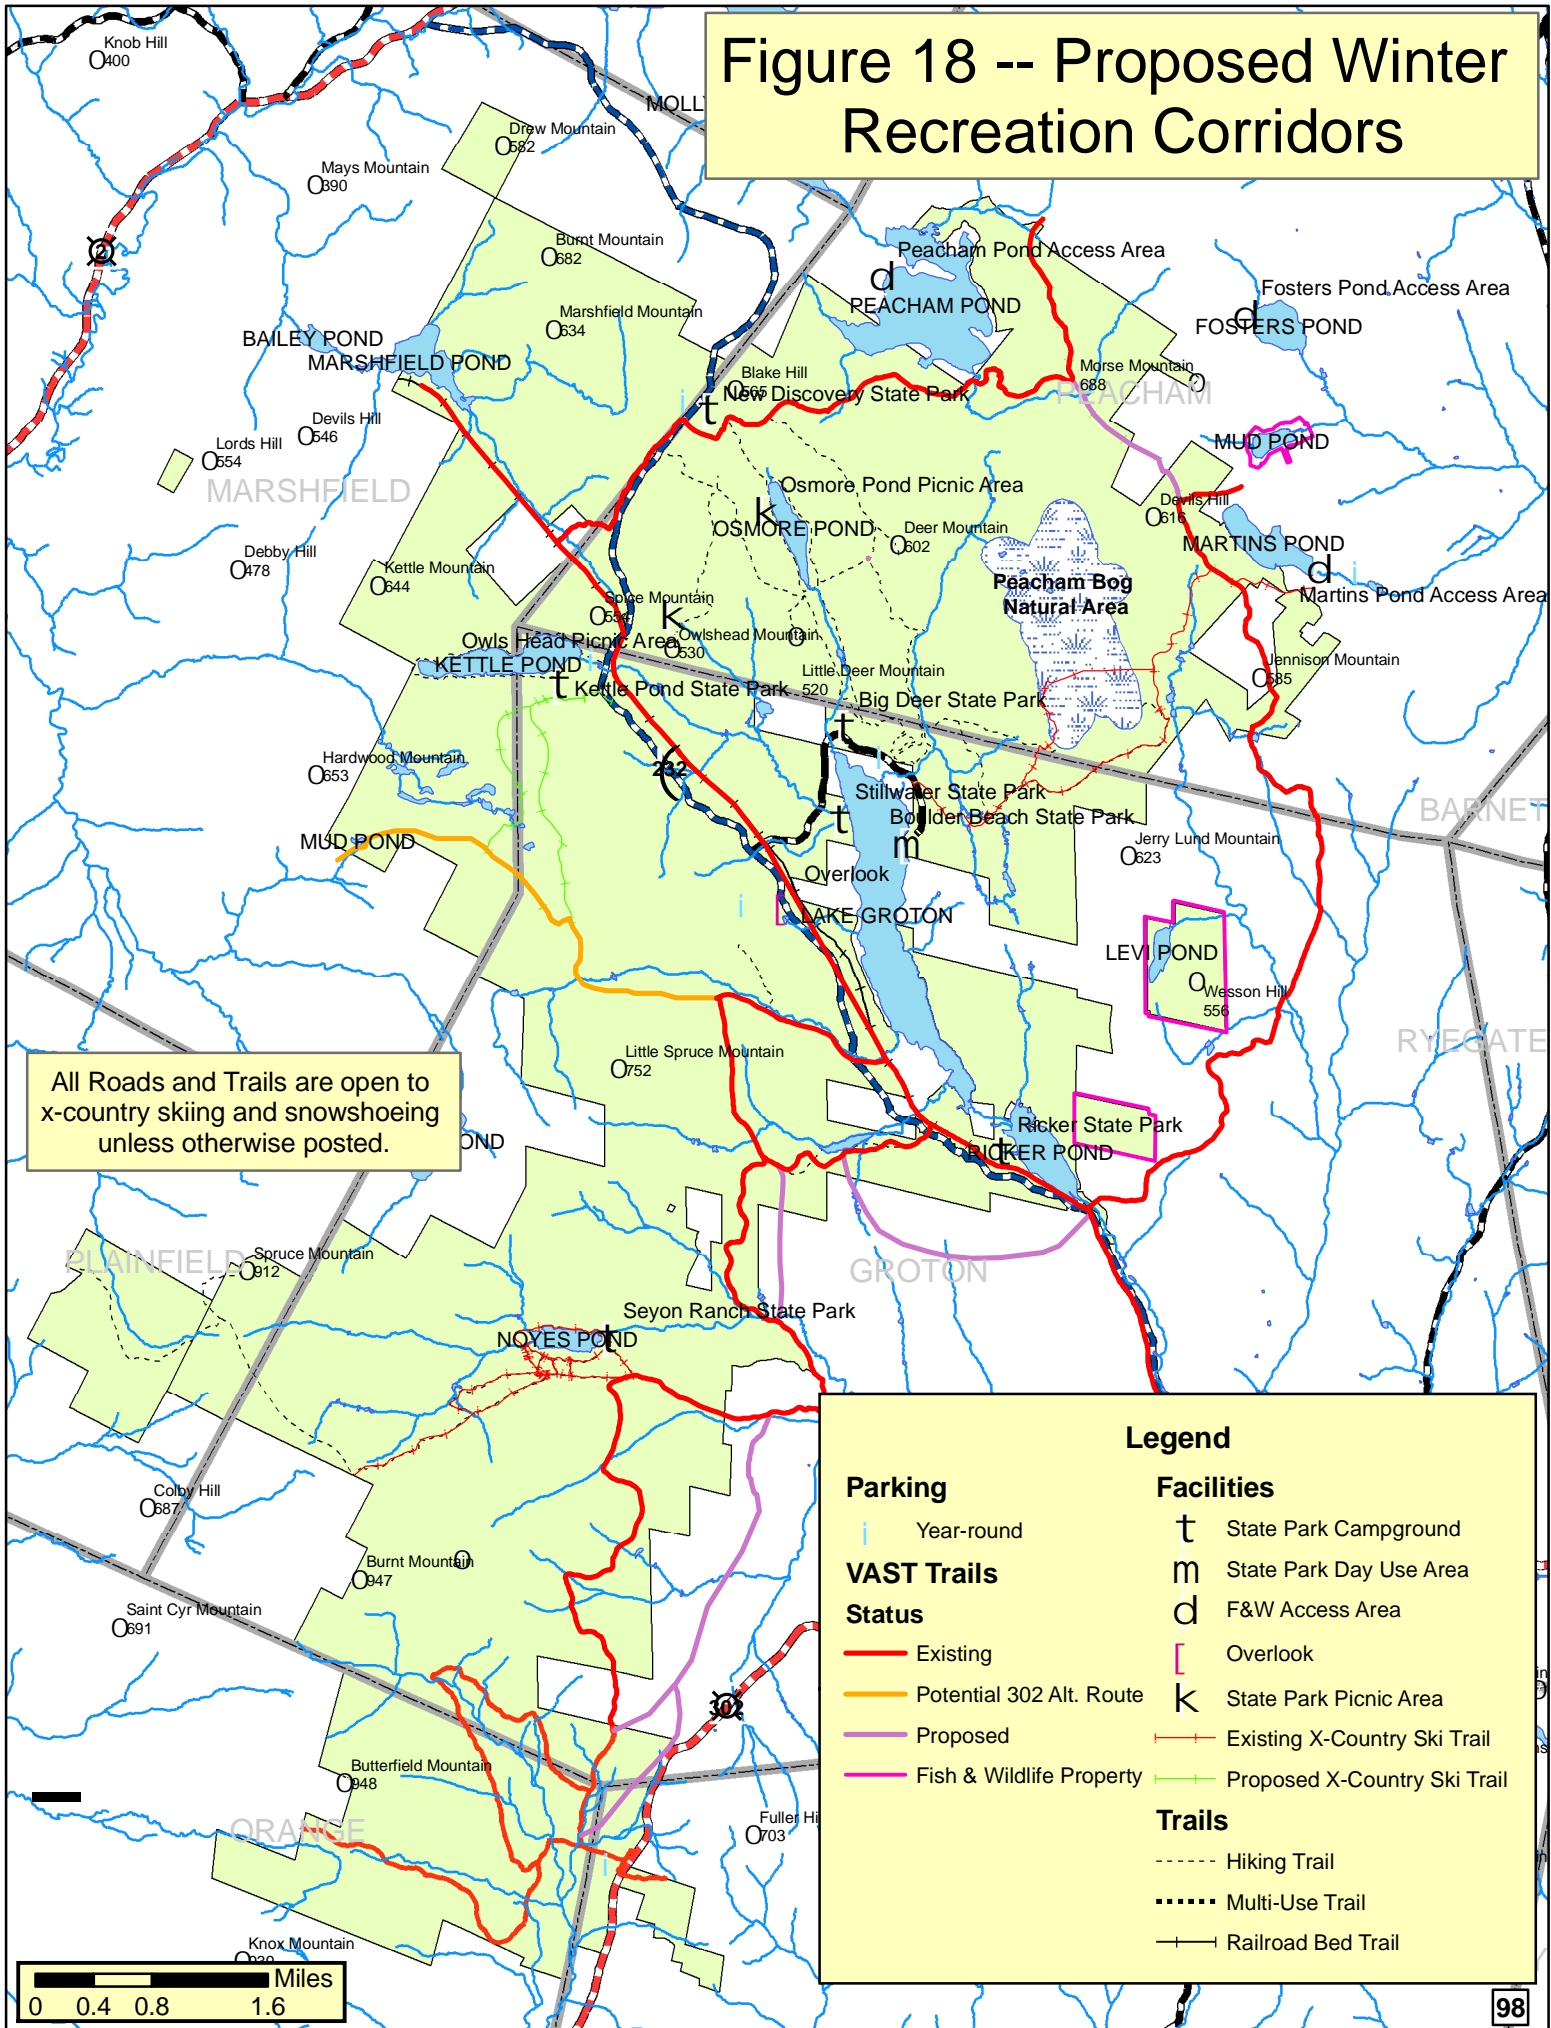 Figure 18 -- Proposed Winter
Recreation Corridors
Knob Hill
400
MOLL
Drew Mountain
582
Mays Mountain
390
2
Burnt Mountain
682
Peacham Pond Access Area
d
PEACHAM POND
Fosters Pond Access Area
d
FOSTERS POND
Marshfield Mountain
634
BAILEY POND
MARSHFIELD POND
Blake Hill
565
i
t
New Discovery State Park
Morse Mountain
688
PEACHAM
Devils Hill
546
Lords Hill
554
MUD POND
MARSHFIELD
Osmore Pond Picnic Area
k
OSMORE POND
Devils Hill
616
Deer Mountain
602
MARTINS POND
d
i
Martins Pond Access Area
Debby Hill
478
Kettle Mountain
644
Peacham Bog
Natural Area
Spice Mountain
554
k
Owls Head Picnic Area
Owlshead Mountain
530
KETTLE POND
i
t
Kettle Pond State Park
Little Deer Mountain
520
Jennison Mountain
585
Big Deer State Park
t
i
Hardwood Mountain
653
232
Stillwater State Park
t
Boulder Beach State Park
m
BARNET
MUD POND
Jerry Lund Mountain
623
Overlook
i
[
LAKE GROTON
LEVI POND
Wesson Hill
556
RYEGATE
Little Spruce Mountain
752
All Roads and Trails are open to
x-country skiing and snowshoeing
unless otherwise posted.
OND
Ricker State Park
t
RICKER POND
PLAINFIELD
Spruce Mountain
912
GROTON
Seyon Ranch State Park
NOYES POND
t
Colby Hill
687
Burnt Mountain
947
Saint Cyr Mountain
691
302
Butterfield Mountain
948
ORANGE
Fuller Hi
703
i
Knox Mountain
Legend
Parking
i Year-round
VAST Trails
Status
Existing
Potential 302 Alt. Route
Proposed
Fish & Wildlife Property
Facilities
t State Park Campground
m State Park Day Use Area
d F&W Access Area
[ Overlook
k State Park Picnic Area
Existing X-Country Ski Trail
Proposed X-Country Ski Trail
Trails
Hiking Trail
Multi-Use Trail
Railroad Bed Trail
Miles
0 0.4 0.8 1.6
98